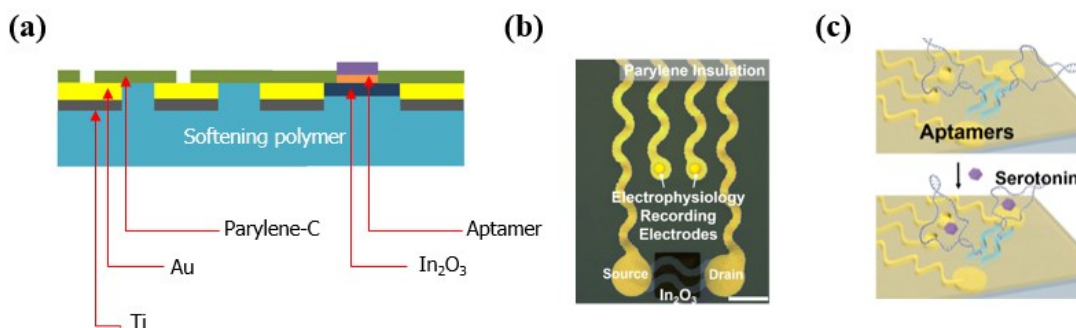 (a)
Softening polymer
Parylene-C
Aptamer
Au
In₂O₃
Ti
(b)
Parylene Insulation
Electrophysiology
Recording
Electrodes
Source
Drain
In₂O₃
(c)
Aptamers
Serotonin